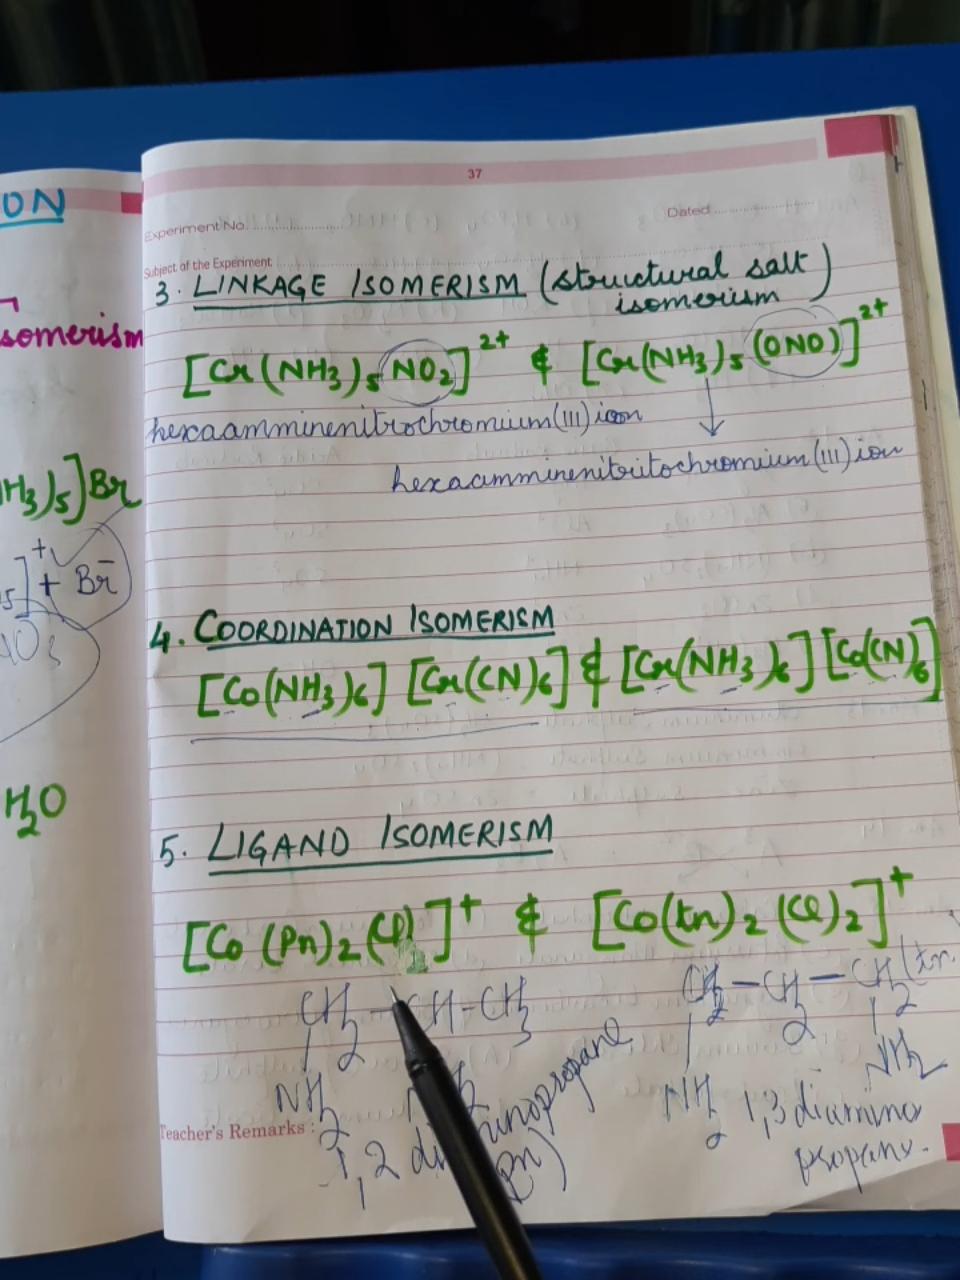 ON
somerism
H3)5]Br
+
5] + Br̄
NO3
H2O
37
Experiment No.
Dated
Subject of the Experiment
3. LINKAGE ISOMERISM (structural salt
isomerism)
[Cr(NH3)5NO2]2+ & [Cr(NH3)5(ONO)]2+
hexaamminenitrochromium(III)ion
hexaamminenitritochromium(III)ion
4. COORDINATION ISOMERISM
[Co(NH3)6] [Cr(CN)6] & [Cr(NH3)6] [Co(CN)6]
5. LIGAND ISOMERISM
[Co (Pn)2(Cl)2]+ & [Co(tn)2(Cl)2]+
CH2 - CH-CH3
NH2
1,2
(Pn)
CH2-CH2-CH2(tn.
NH2 NH2
1,3 diamino
propane.
Teacher's Remarks :